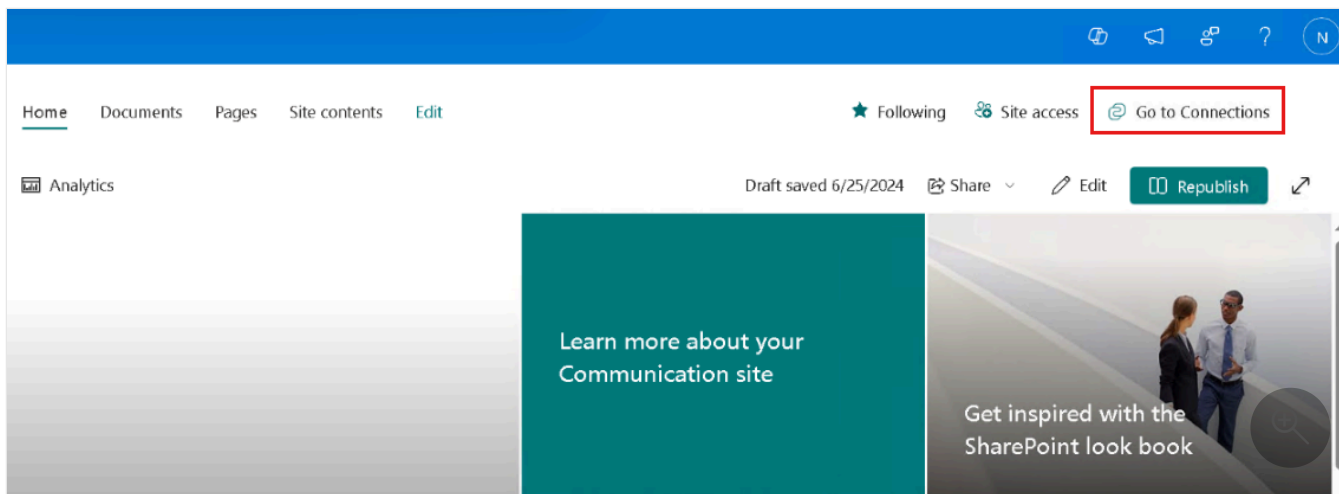 ? N
Home Documents Pages Site contents Edit Following Site access Go to Connections
Analytics Draft saved 6/25/2024 Share Edit Republish
Learn more about your
Communication site
Get inspired with the
SharePoint look book